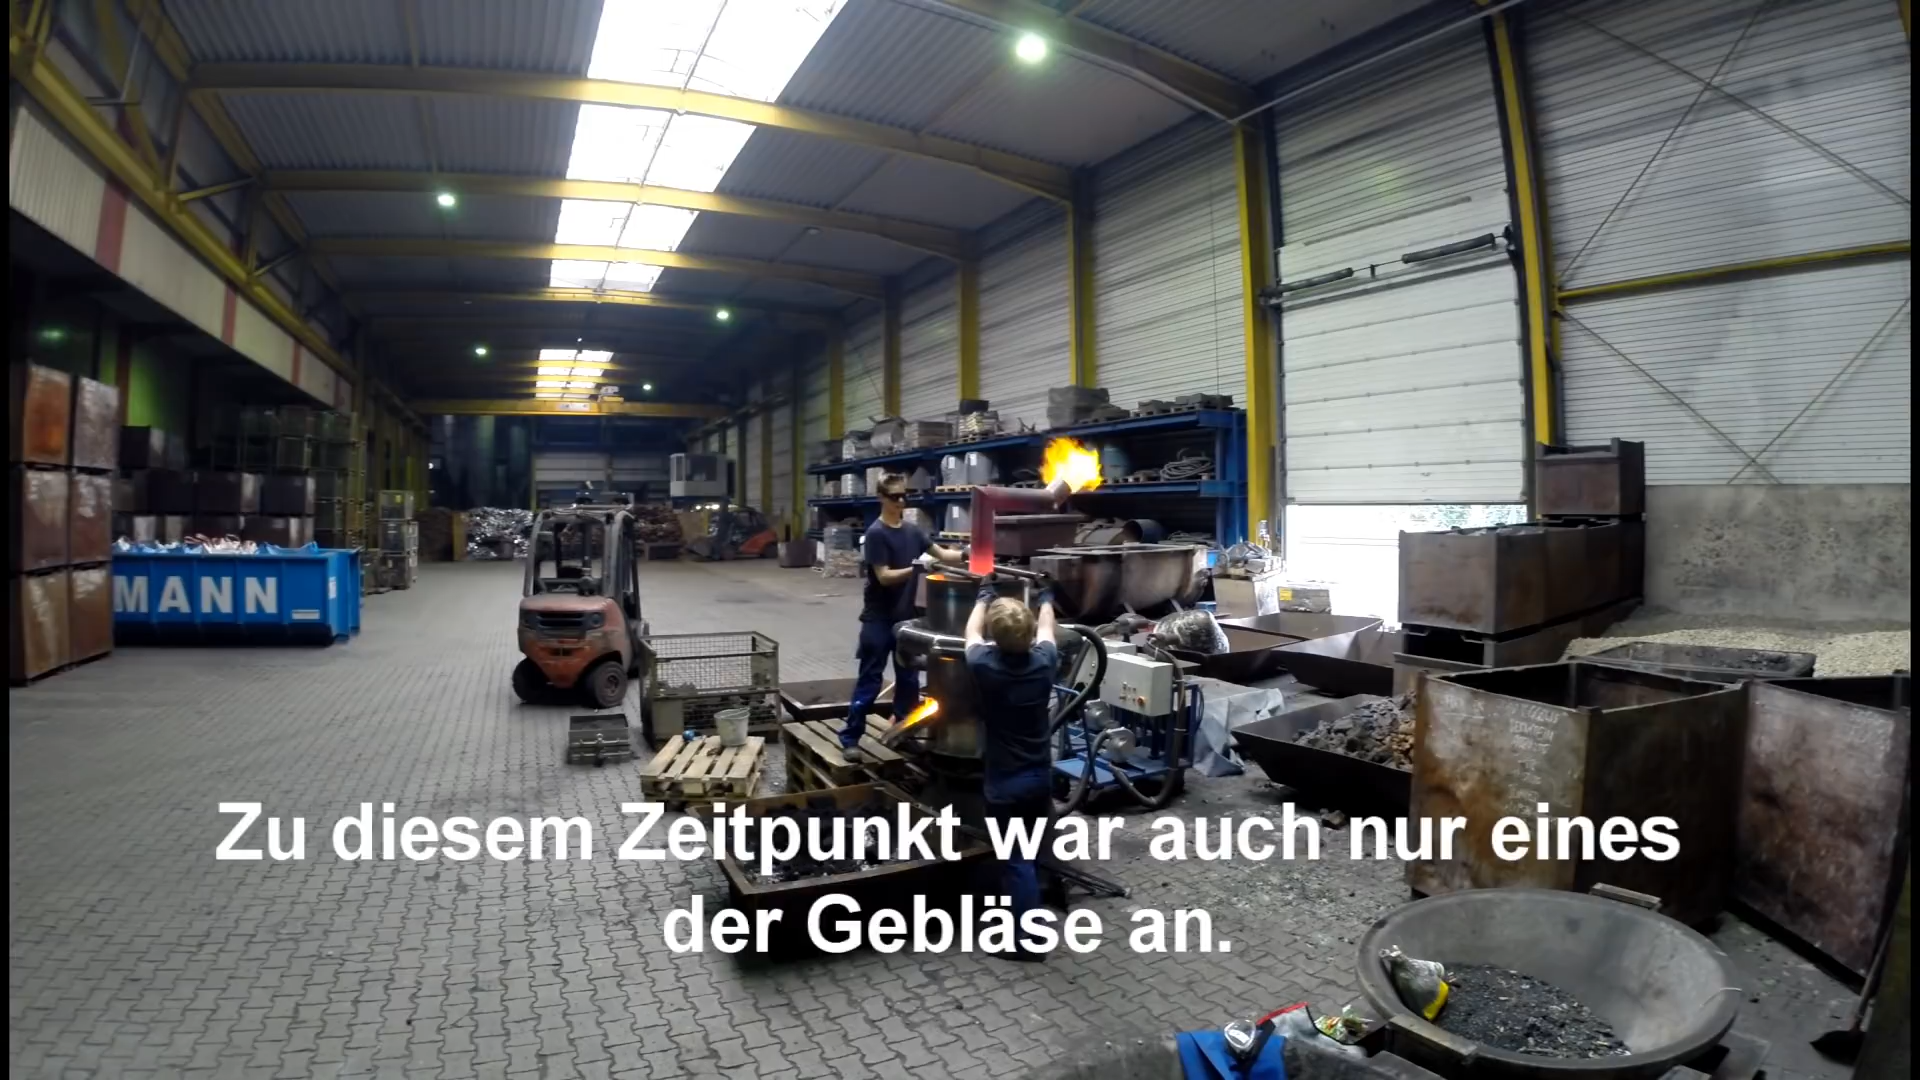 MANN
Zu diesem Zeitpunkt war auch nur eines
der Gebläse an.